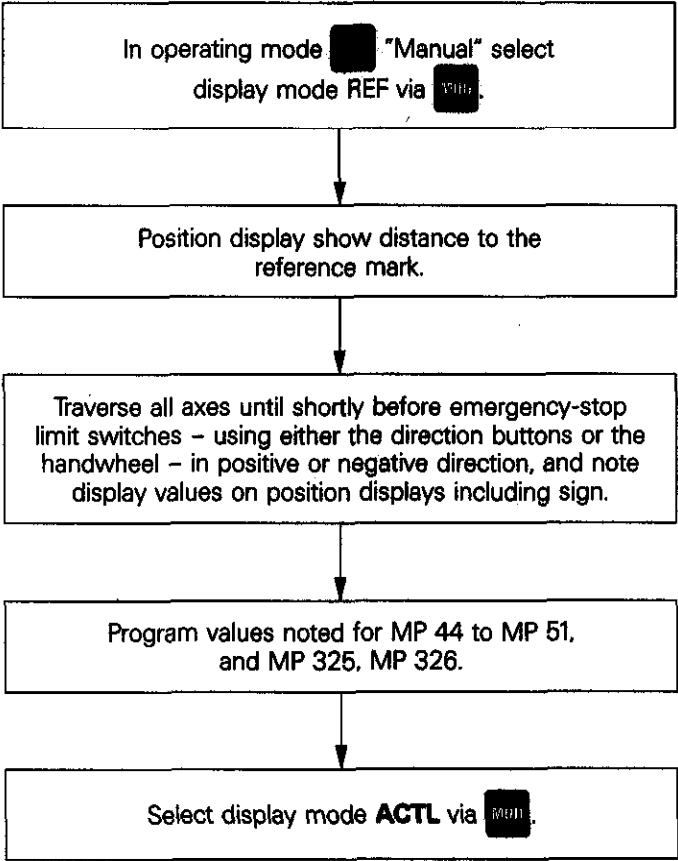 In operating mode "Manual" select
display mode REF via MOD.
Position display show distance to the
reference mark.
Traverse all axes until shortly before emergency-stop
limit switches – using either the direction buttons or the
handwheel – in positive or negative direction, and note
display values on position displays including sign.
Program values noted for MP 44 to MP 51,
and MP 325, MP 326.
Select display mode ACTL via MOD.